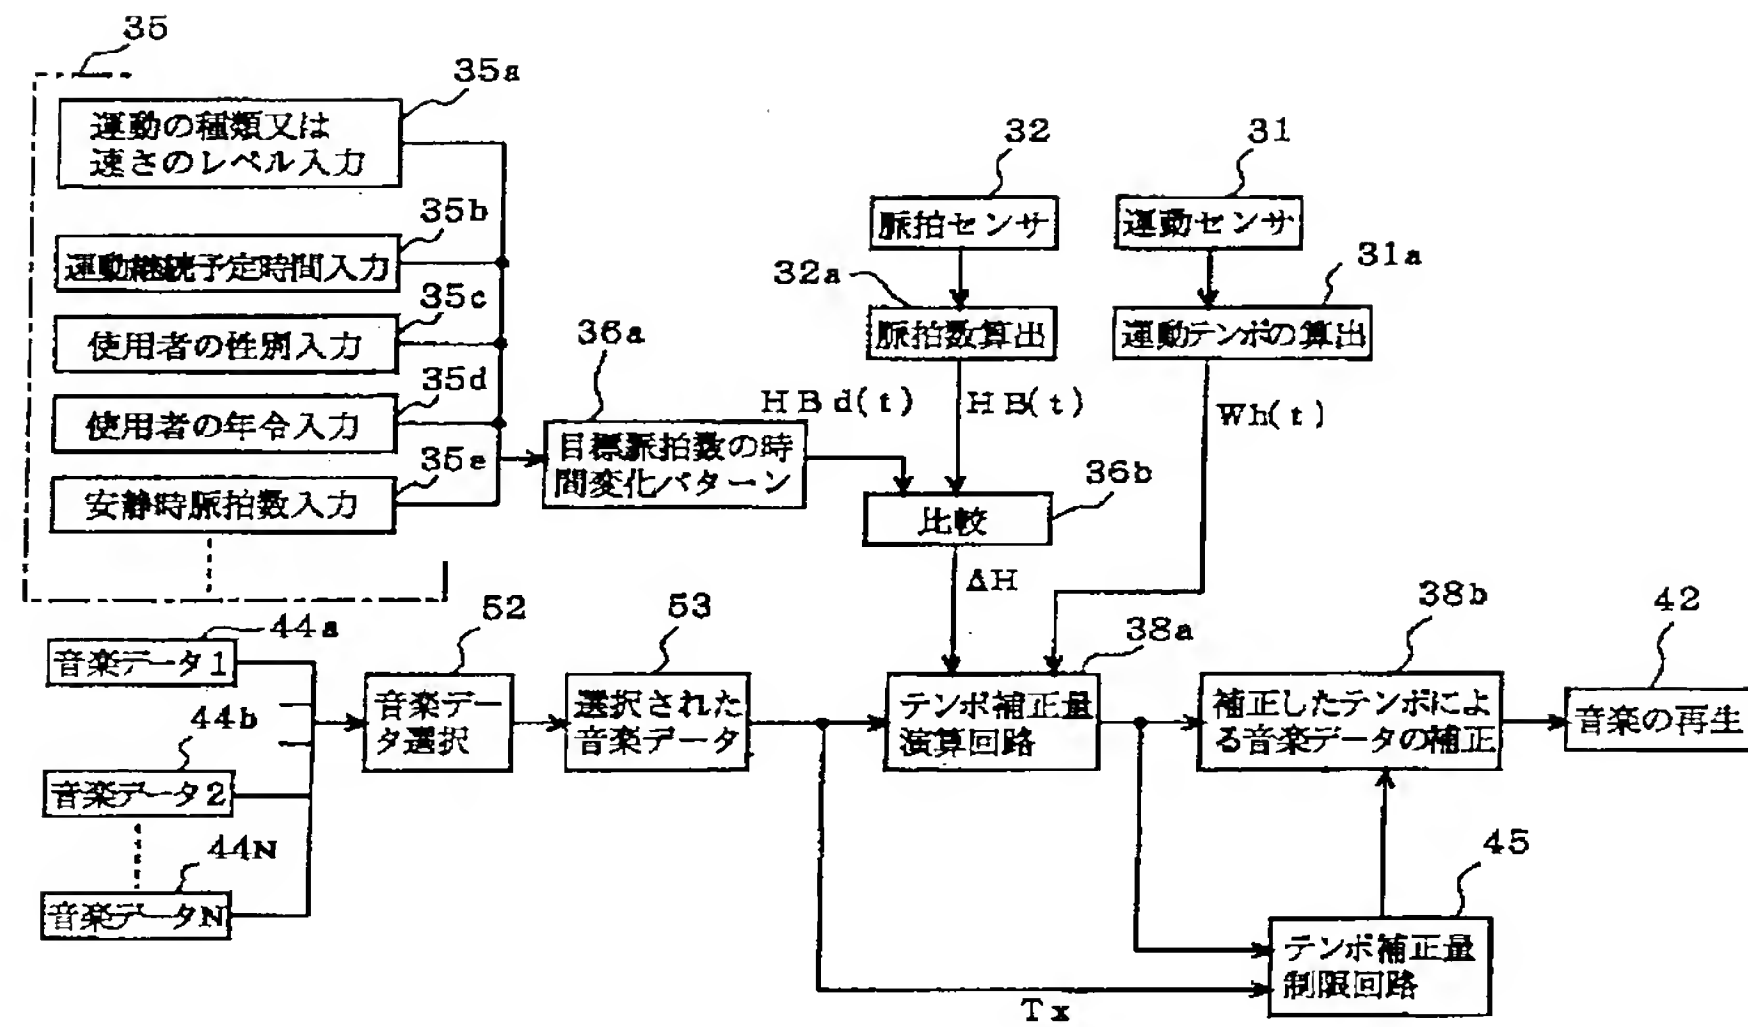 35
35a
運動の種類又は
速さのレベル入力
35b
運動継続予定時間入力
35c
使用者の性別入力
35d
使用者の年令入力
35e
安静時脈拍数入力
36a
目標脈拍数の時
間変化パターン
32
脈拍センサ
32a
脈拍数算出
31
運動センサ
31a
運動テンポの算出
HBd(t)
HB(t)
Wh(t)
36b
比較
ΔH
44a
音楽データ1
44b
音楽データ2
44N
音楽データN
52
音楽デー
タ選択
53
選択された
音楽データ
38a
テンポ補正量
演算回路
38b
補正したテンポによ
る音楽データの補正
42
音楽の再生
45
テンポ補正量
制限回路
Tx